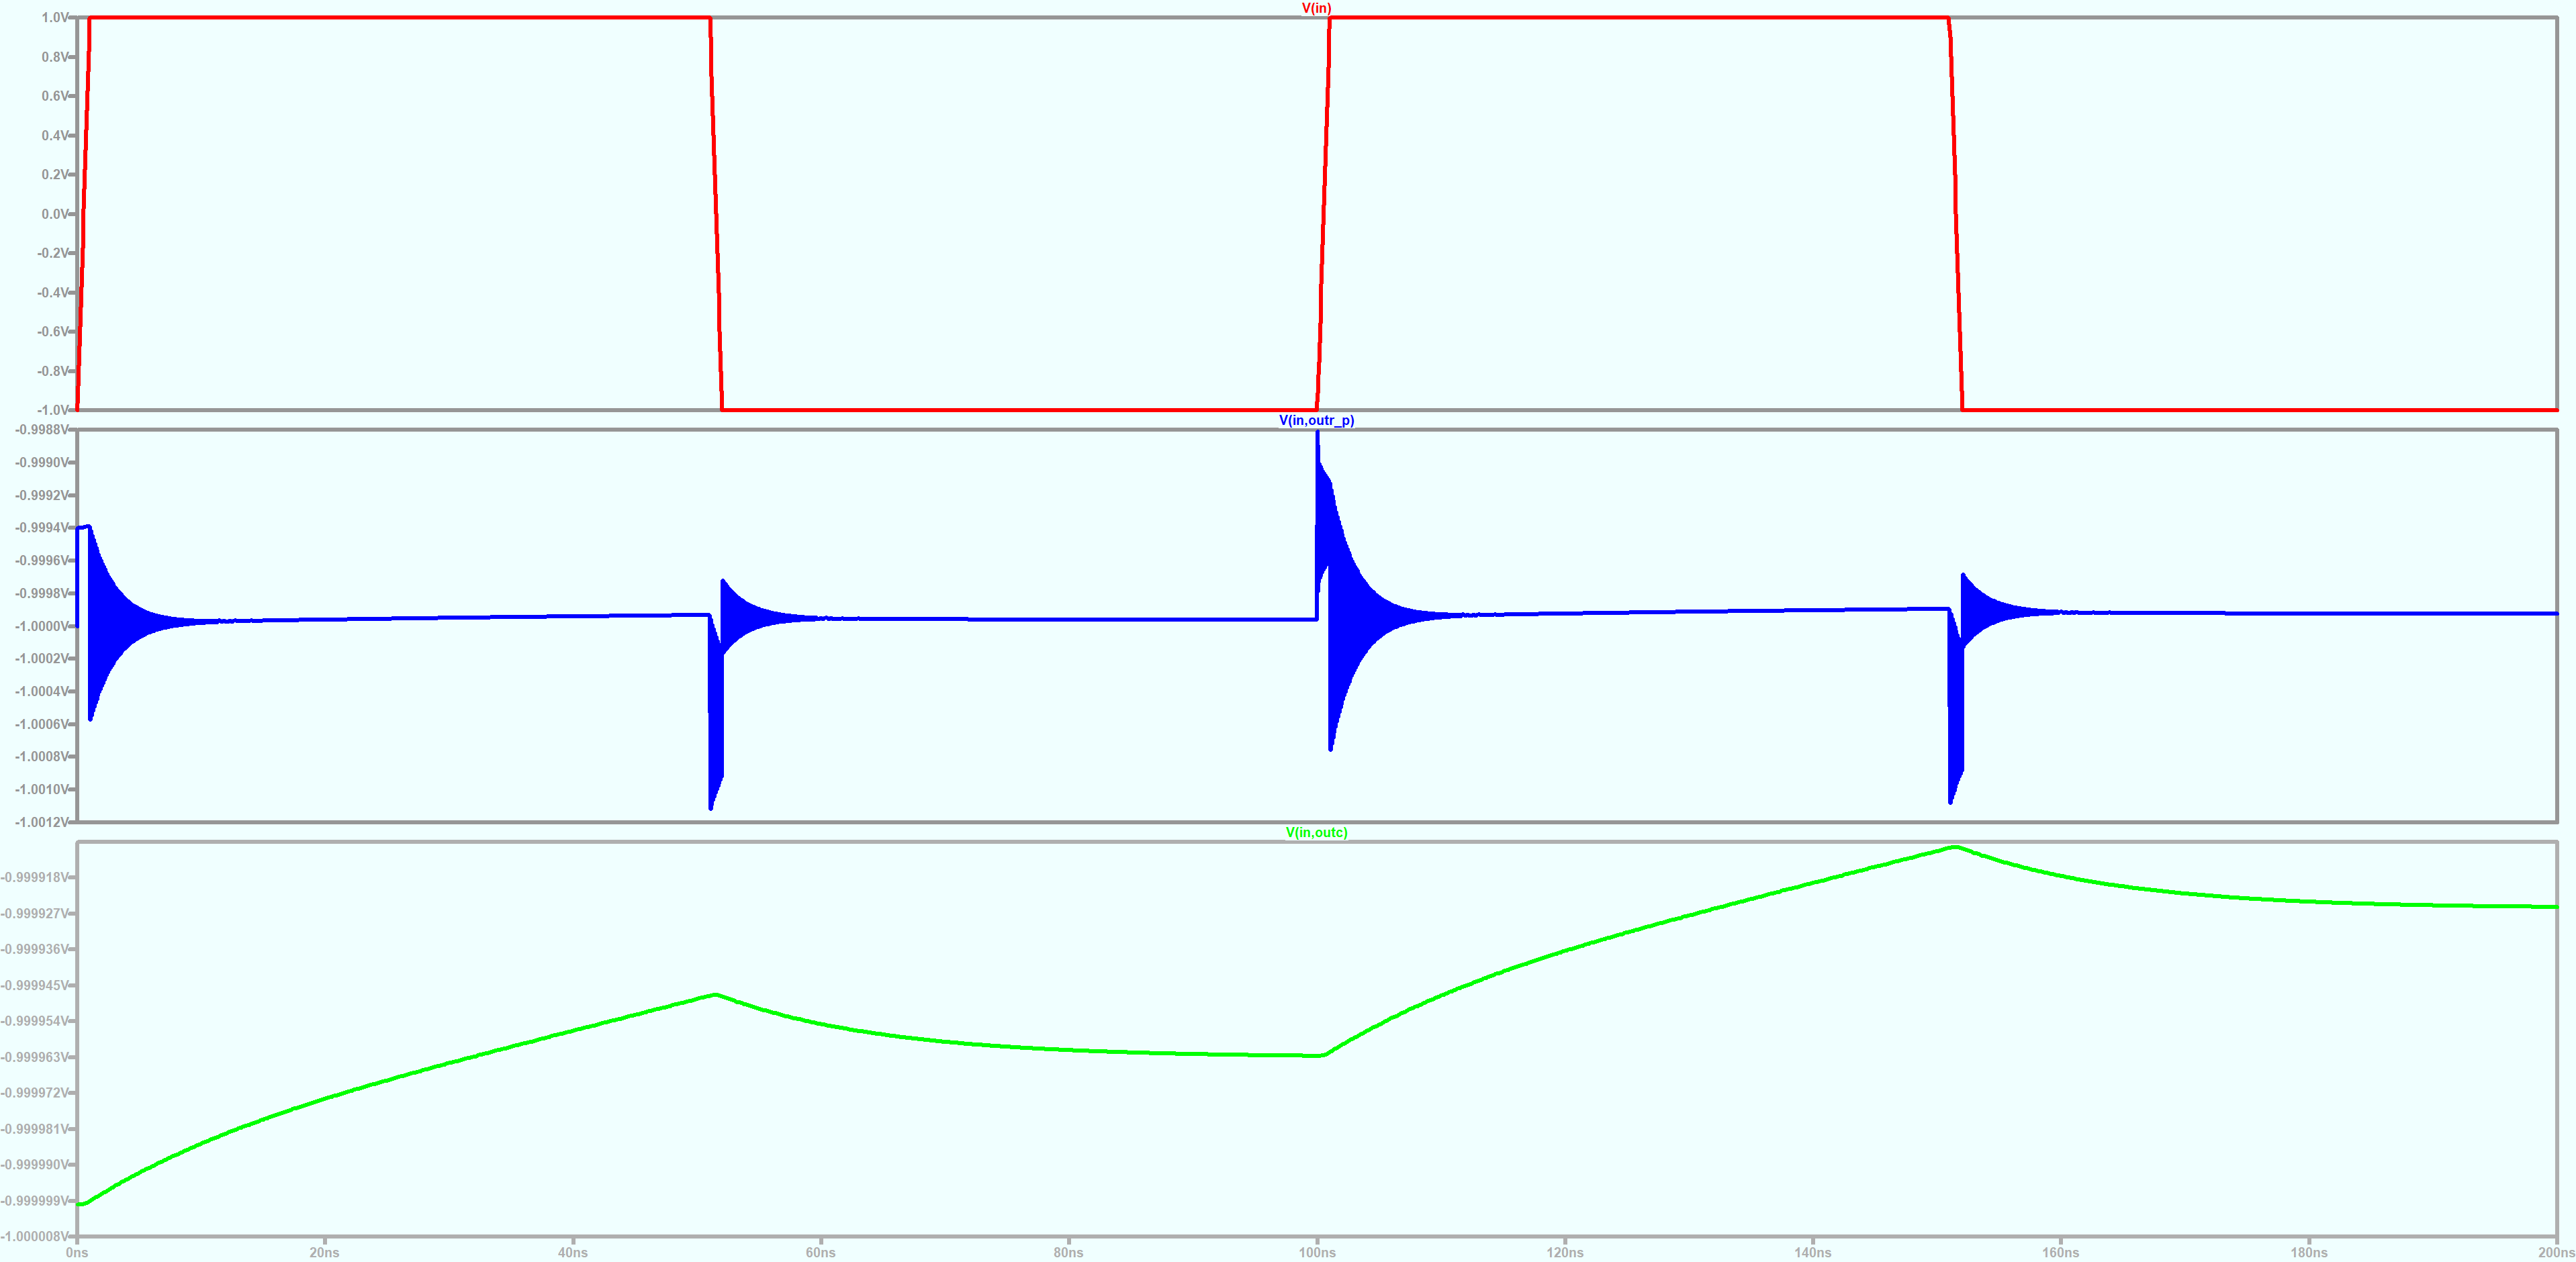 V(in)
1.0V
0.8V
0.6V
0.4V
0.2V
0.0V
-0.2V
-0.4V
-0.6V
-0.8V
-1.0V
V(in,outr_p)
-0.9988V
-0.9990V
-0.9992V
-0.9994V
-0.9996V
-0.9998V
-1.0000V
-1.0002V
-1.0004V
-1.0006V
-1.0008V
-1.0010V
-1.0012V
V(in,outc)
-0.999918V
-0.999927V
-0.999936V
-0.999945V
-0.999954V
-0.999963V
-0.999972V
-0.999981V
-0.999990V
-0.999999V
-1.000008V
0ns 20ns 40ns 60ns 80ns 100ns 120ns 140ns 160ns 180ns 200ns